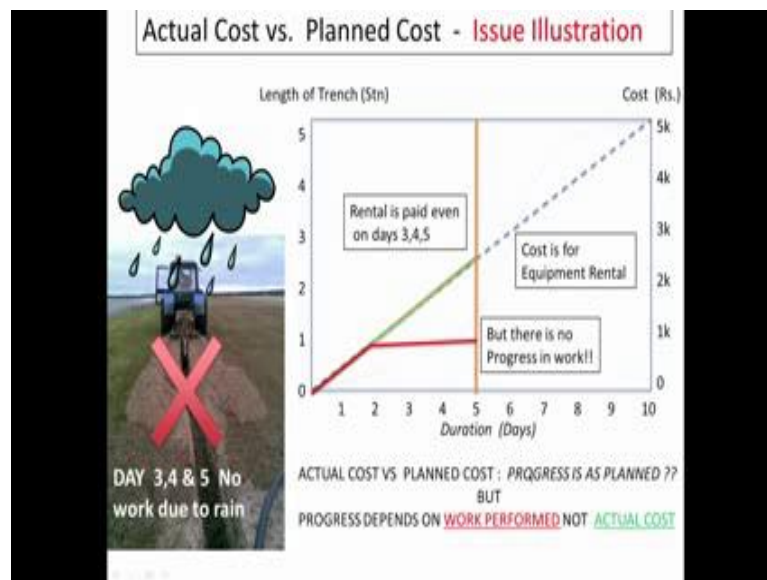 Actual Cost vs. Planned Cost - Issue Illustration
Length of Trench (Stn)
Cost (Rs.)
5
4
3
2
1
0
5k
4k
3k
2k
1k
0
Rental is paid even
on days 3,4,5
Cost is for
Equipment Rental
But there is no
Progress in work!!
1 2 3 4 5 6 7 8 9 10
Duration (Days)
DAY 3,4 & 5 No
work due to rain
ACTUAL COST VS PLANNED COST : PROGRESS IS AS PLANNED ??
BUT
PROGRESS DEPENDS ON WORK PERFORMED NOT ACTUAL COST